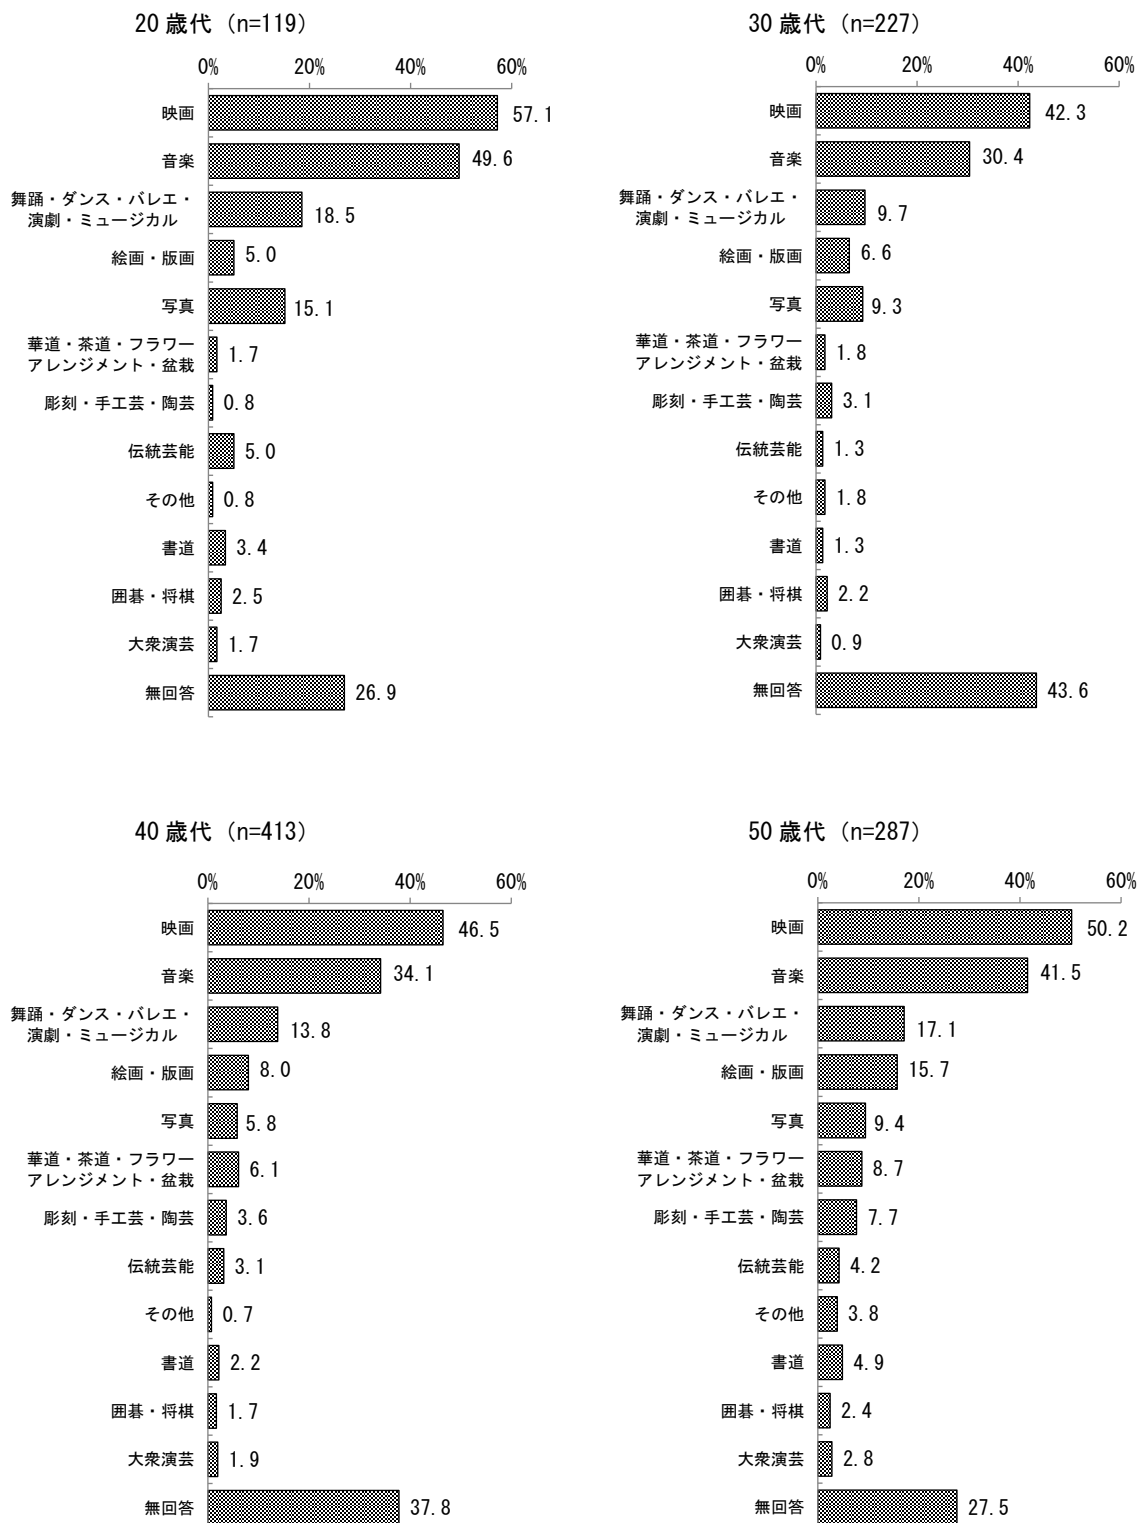 20 歳代（n=119）
0% 20% 40% 60%
映画 57.1
音楽 49.6
舞踊・ダンス・バレエ・
演劇・ミュージカル 18.5
絵画・版画 5.0
写真 15.1
華道・茶道・フラワー
アレンジメント・盆栽 1.7
彫刻・手工芸・陶芸 0.8
伝統芸能 5.0
その他 0.8
書道 3.4
囲碁・将棋 2.5
大衆演芸 1.7
無回答 26.9
30 歳代（n=227）
0% 20% 40% 60%
映画 42.3
音楽 30.4
舞踊・ダンス・バレエ・
演劇・ミュージカル 9.7
絵画・版画 6.6
写真 9.3
華道・茶道・フラワー
アレンジメント・盆栽 1.8
彫刻・手工芸・陶芸 3.1
伝統芸能 1.3
その他 1.8
書道 1.3
囲碁・将棋 2.2
大衆演芸 0.9
無回答 43.6
40 歳代（n=413）
0% 20% 40% 60%
映画 46.5
音楽 34.1
舞踊・ダンス・バレエ・
演劇・ミュージカル 13.8
絵画・版画 8.0
写真 5.8
華道・茶道・フラワー
アレンジメント・盆栽 6.1
彫刻・手工芸・陶芸 3.6
伝統芸能 3.1
その他 0.7
書道 2.2
囲碁・将棋 1.7
大衆演芸 1.9
無回答 37.8
50 歳代（n=287）
0% 20% 40% 60%
映画 50.2
音楽 41.5
舞踊・ダンス・バレエ・
演劇・ミュージカル 17.1
絵画・版画 15.7
写真 9.4
華道・茶道・フラワー
アレンジメント・盆栽 8.7
彫刻・手工芸・陶芸 7.7
伝統芸能 4.2
その他 3.8
書道 4.9
囲碁・将棋 2.4
大衆演芸 2.8
無回答 27.5